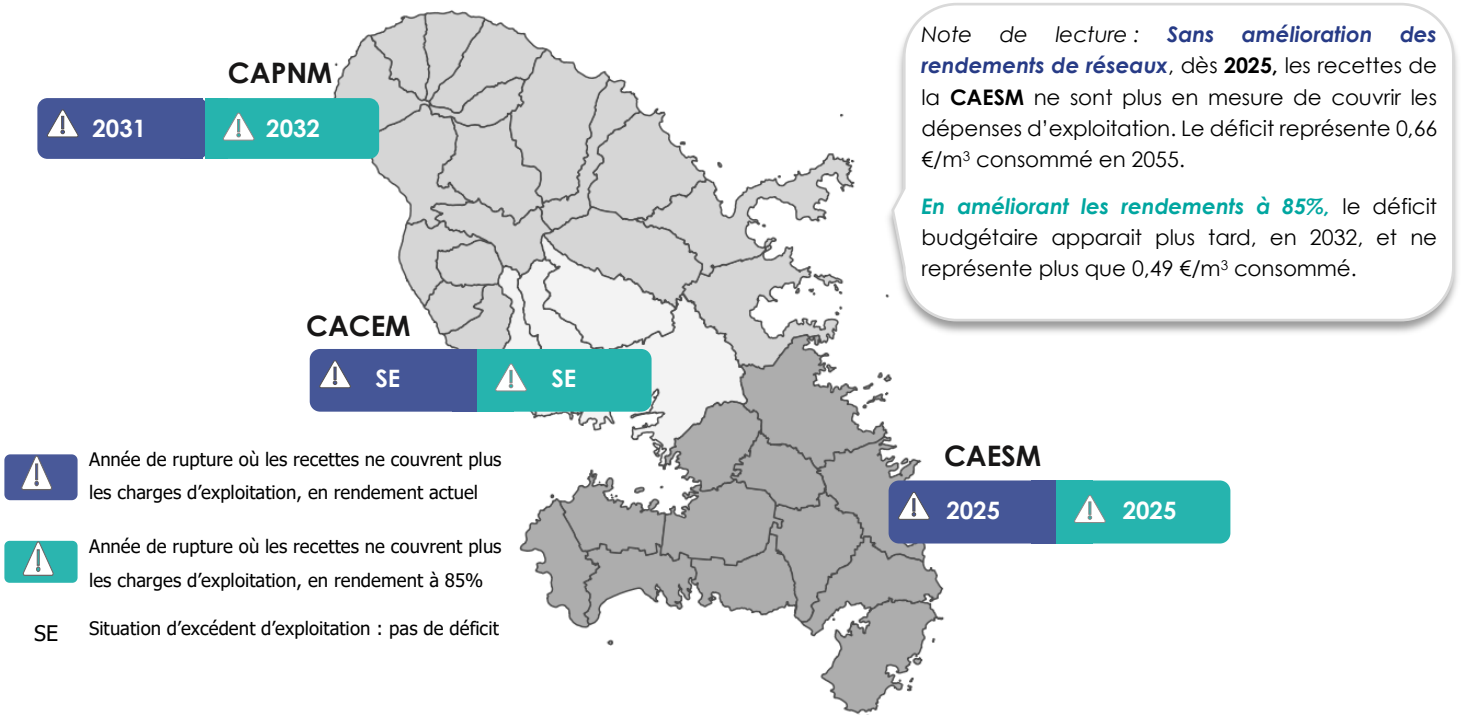 CAPNM
2031
2032
Note de lecture : Sans amélioration des
rendements de réseaux, dès 2025, les recettes de
la CAESM ne sont plus en mesure de couvrir les
dépenses d’exploitation. Le déficit représente 0,66
€/m³ consommé en 2055.
En améliorant les rendements à 85%, le déficit
budgétaire apparait plus tard, en 2032, et ne
représente plus que 0,49 €/m³ consommé.
CACEM
SE
SE
CAESM
2025
2025
Année de rupture où les recettes ne couvrent plus
les charges d’exploitation, en rendement actuel
Année de rupture où les recettes ne couvrent plus
les charges d’exploitation, en rendement à 85%
SE Situation d’excédent d’exploitation : pas de déficit